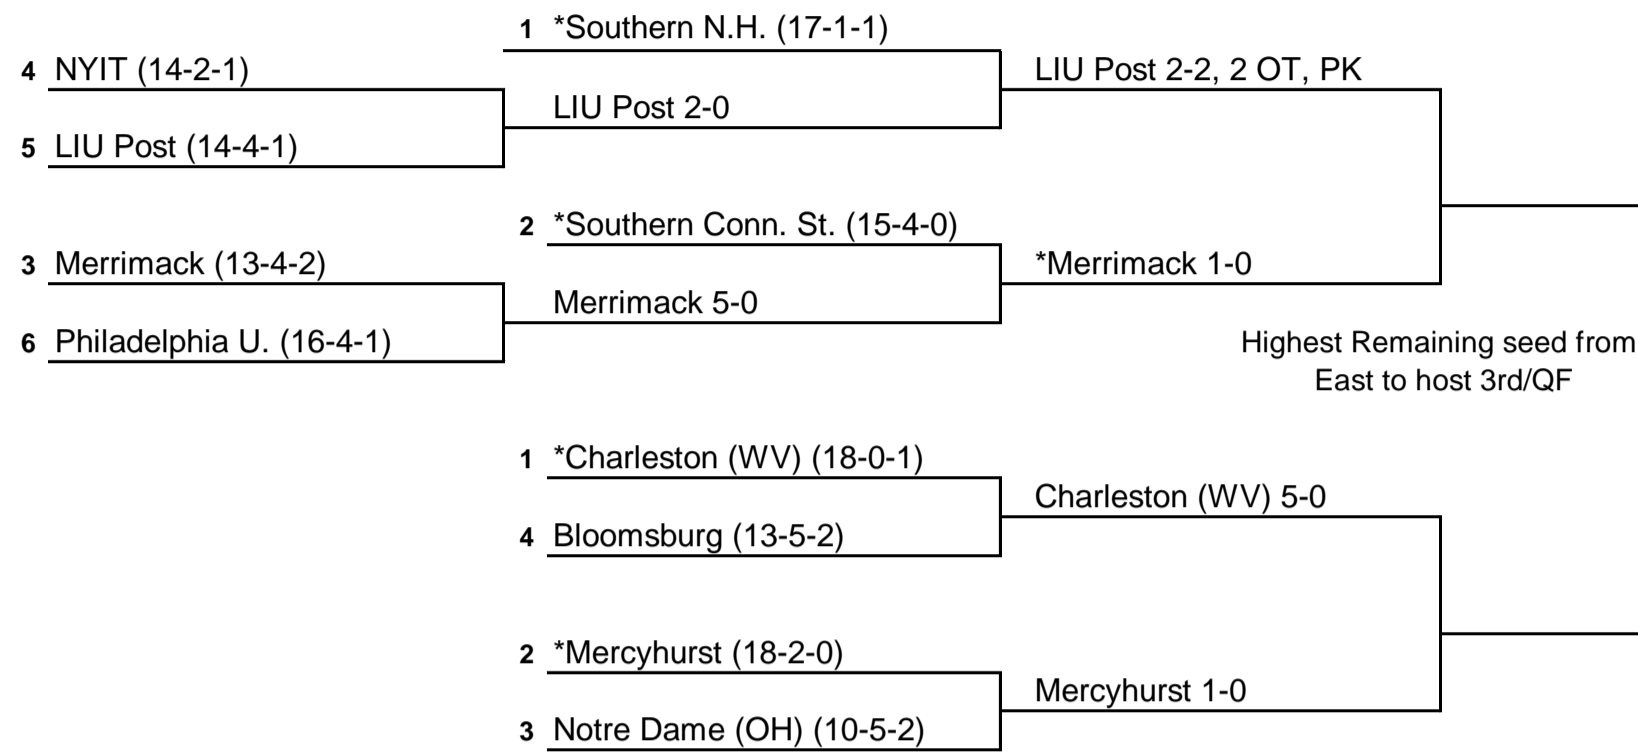 1 *Southern N.H. (17-1-1)
4 NYIT (14-2-1)
LIU Post 2-2, 2 OT, PK
LIU Post 2-0
5 LIU Post (14-4-1)
2 *Southern Conn. St. (15-4-0)
3 Merrimack (13-4-2)
*Merrimack 1-0
Merrimack 5-0
6 Philadelphia U. (16-4-1)
Highest Remaining seed from
East to host 3rd/QF
1 *Charleston (WV) (18-0-1)
Charleston (WV) 5-0
4 Bloomsburg (13-5-2)
2 *Mercyhurst (18-2-0)
Mercyhurst 1-0
3 Notre Dame (OH) (10-5-2)